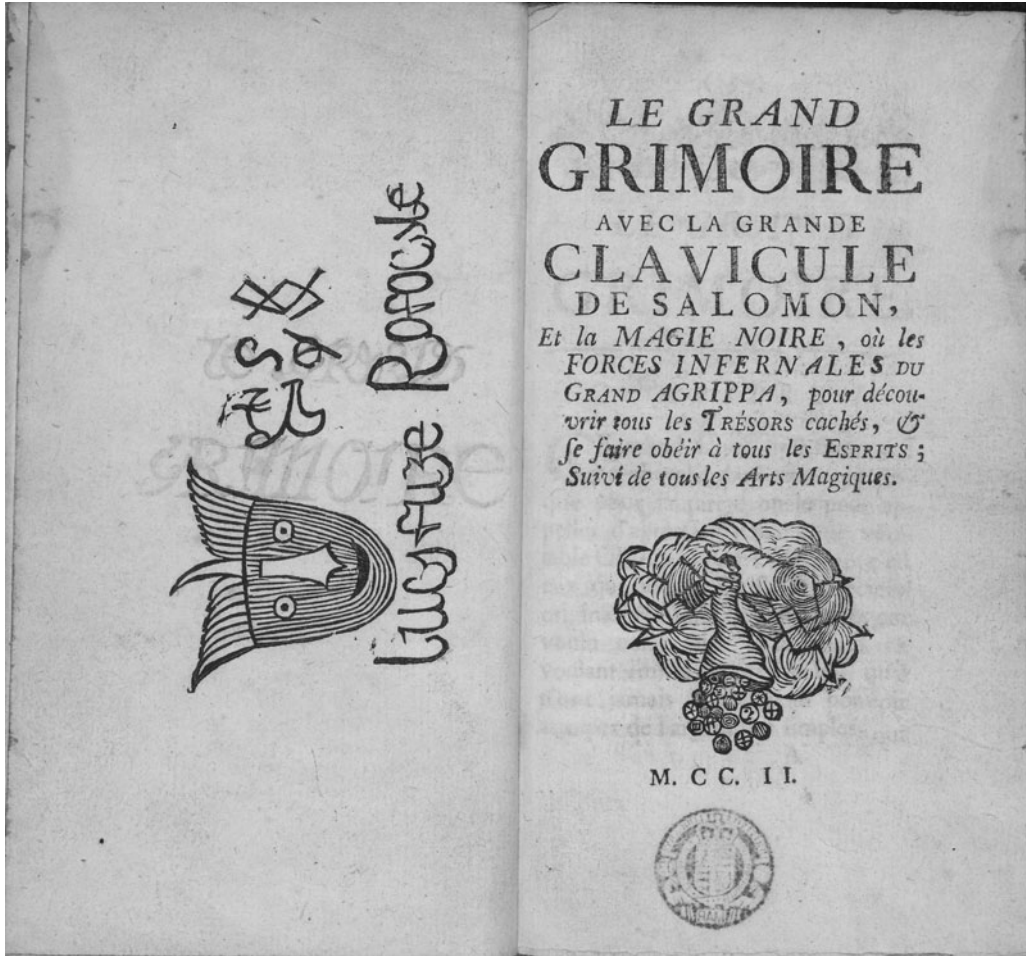 Lucyfuge Rofocale
LE GRAND
GRIMOIRE
AVEC LA GRANDE
CLAVICULE
DE SALOMON,
Et la MAGIE NOIRE, où les
FORCES INFERNALES DU
GRAND AGRIPPA, pour décou-
vrir tous les TRÉSORS cachés, &
ſe faire obéir à tous les ESPRITS ;
Suivi de tous les Arts Magiques.
M. CC. II.